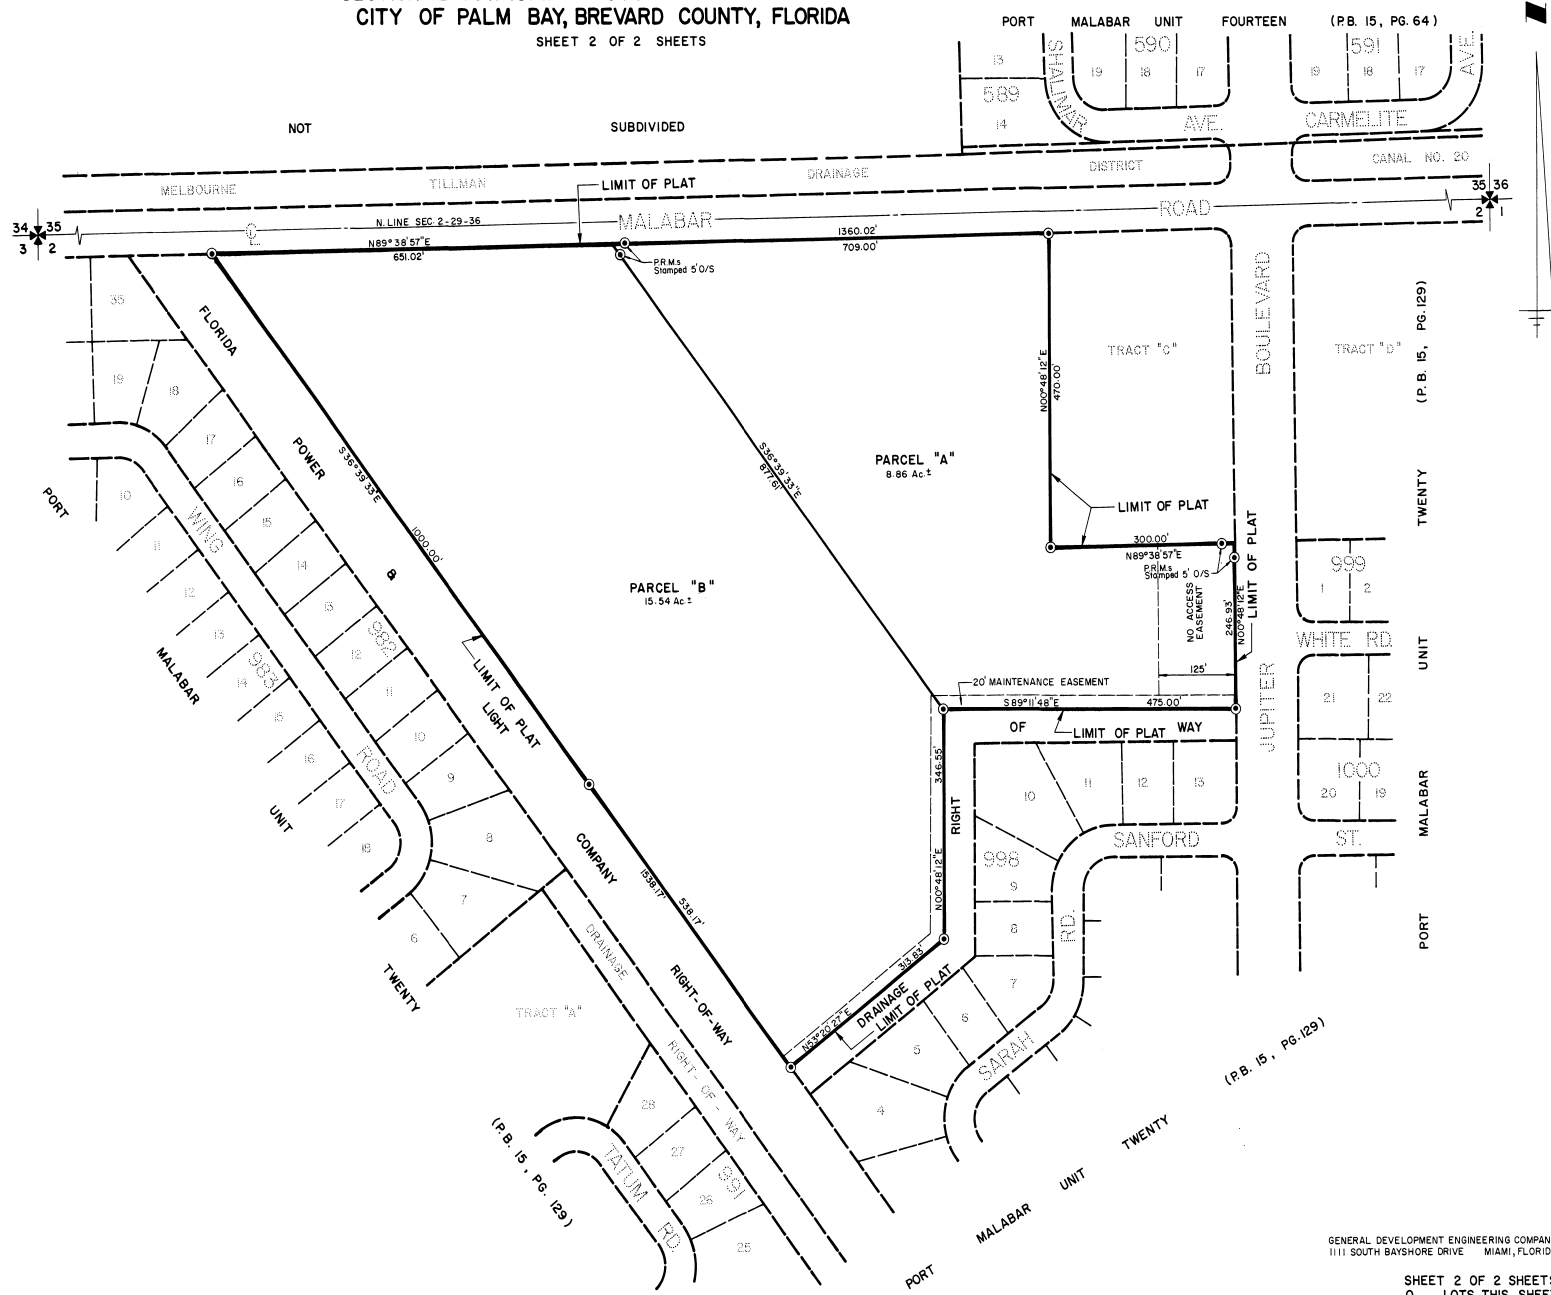 CITY OF PALM BAY, BREVARD COUNTY, FLORIDA
SHEET 2 OF 2 SHEETS
PORT MALABAR UNIT FOURTEEN (P.B. 15, PG. 64)
13
589
14
SHALIMAR
AVE.
590
19 18 17
591
19 18 17
AVE.
CARMELITE
NOT SUBDIVIDED
MELBOURNE TILLMAN DRAINAGE DISTRICT CANAL NO. 20
LIMIT OF PLAT
34 35
3 2
35 36
2 1
N. LINE SEC. 2-29-36
MALABAR ROAD
N89°38'57"E
651.02'
1360.02'
709.00'
P.R.M.s
Stamped 5' O/S
35
19
18
17
16
15
14
13
12
11
10
9
8
7
6
982
FLORIDA
POWER
&
LIGHT
COMPANY
RIGHT-OF-WAY
S36°39'33"E
1000.00'
1538.17'
538.17'
LIMIT OF PLAT
S36°39'33"E
877.61'
PARCEL "A"
8.86 Ac.±
PARCEL "B"
15.54 Ac.±
N00°48'12"E
470.00'
TRACT "C"
BOULEVARD
TRACT "D"
(P.B. 15, PG. 129)
TWENTY
UNIT
MALABAR
PORT
LIMIT OF PLAT
300.00'
N89°38'57"E
P.R.M.s
Stamped 5' O/S
LIMIT OF PLAT
NO ACCESS
EASEMENT
246.93'
N00°48'12"E
125'
20' MAINTENANCE EASEMENT
S89°11'48"E 475.00'
OF
LIMIT OF PLAT
WAY
JUPITER
999
1 2
WHITE RD.
21 22
1000
20 19
ST.
SANFORD
346.55'
N00°48'12"E
RIGHT
10
11
12
13
998
9
8
7
6
5
4
RD.
SARAH
313.83'
N53°20'27"E
DRAINAGE
LIMIT OF PLAT
PORT
MALABAR
UNIT
TWENTY
WING
ROAD
10
11
12
13
14
983
15
16
17
18
TRACT "A"
DRAINAGE
RIGHT-OF-WAY
28
27
26
25
991
TATUM
RD.
(P.B. 15, PG. 129)
PORT
MALABAR
UNIT
TWENTY
(P.B. 15, PG. 129)
GENERAL DEVELOPMENT ENGINEERING COMPAN
1111 SOUTH BAYSHORE DRIVE MIAMI, FLORID
SHEET 2 OF 2 SHEETS